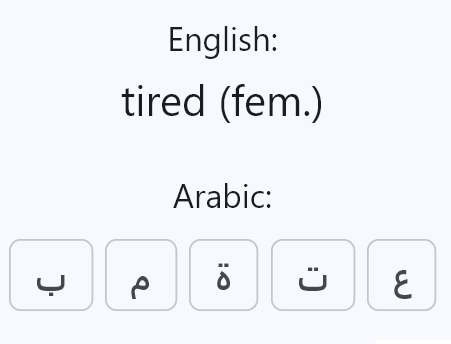 English:
tired (fem.)
Arabic:
ب م ة ت ع